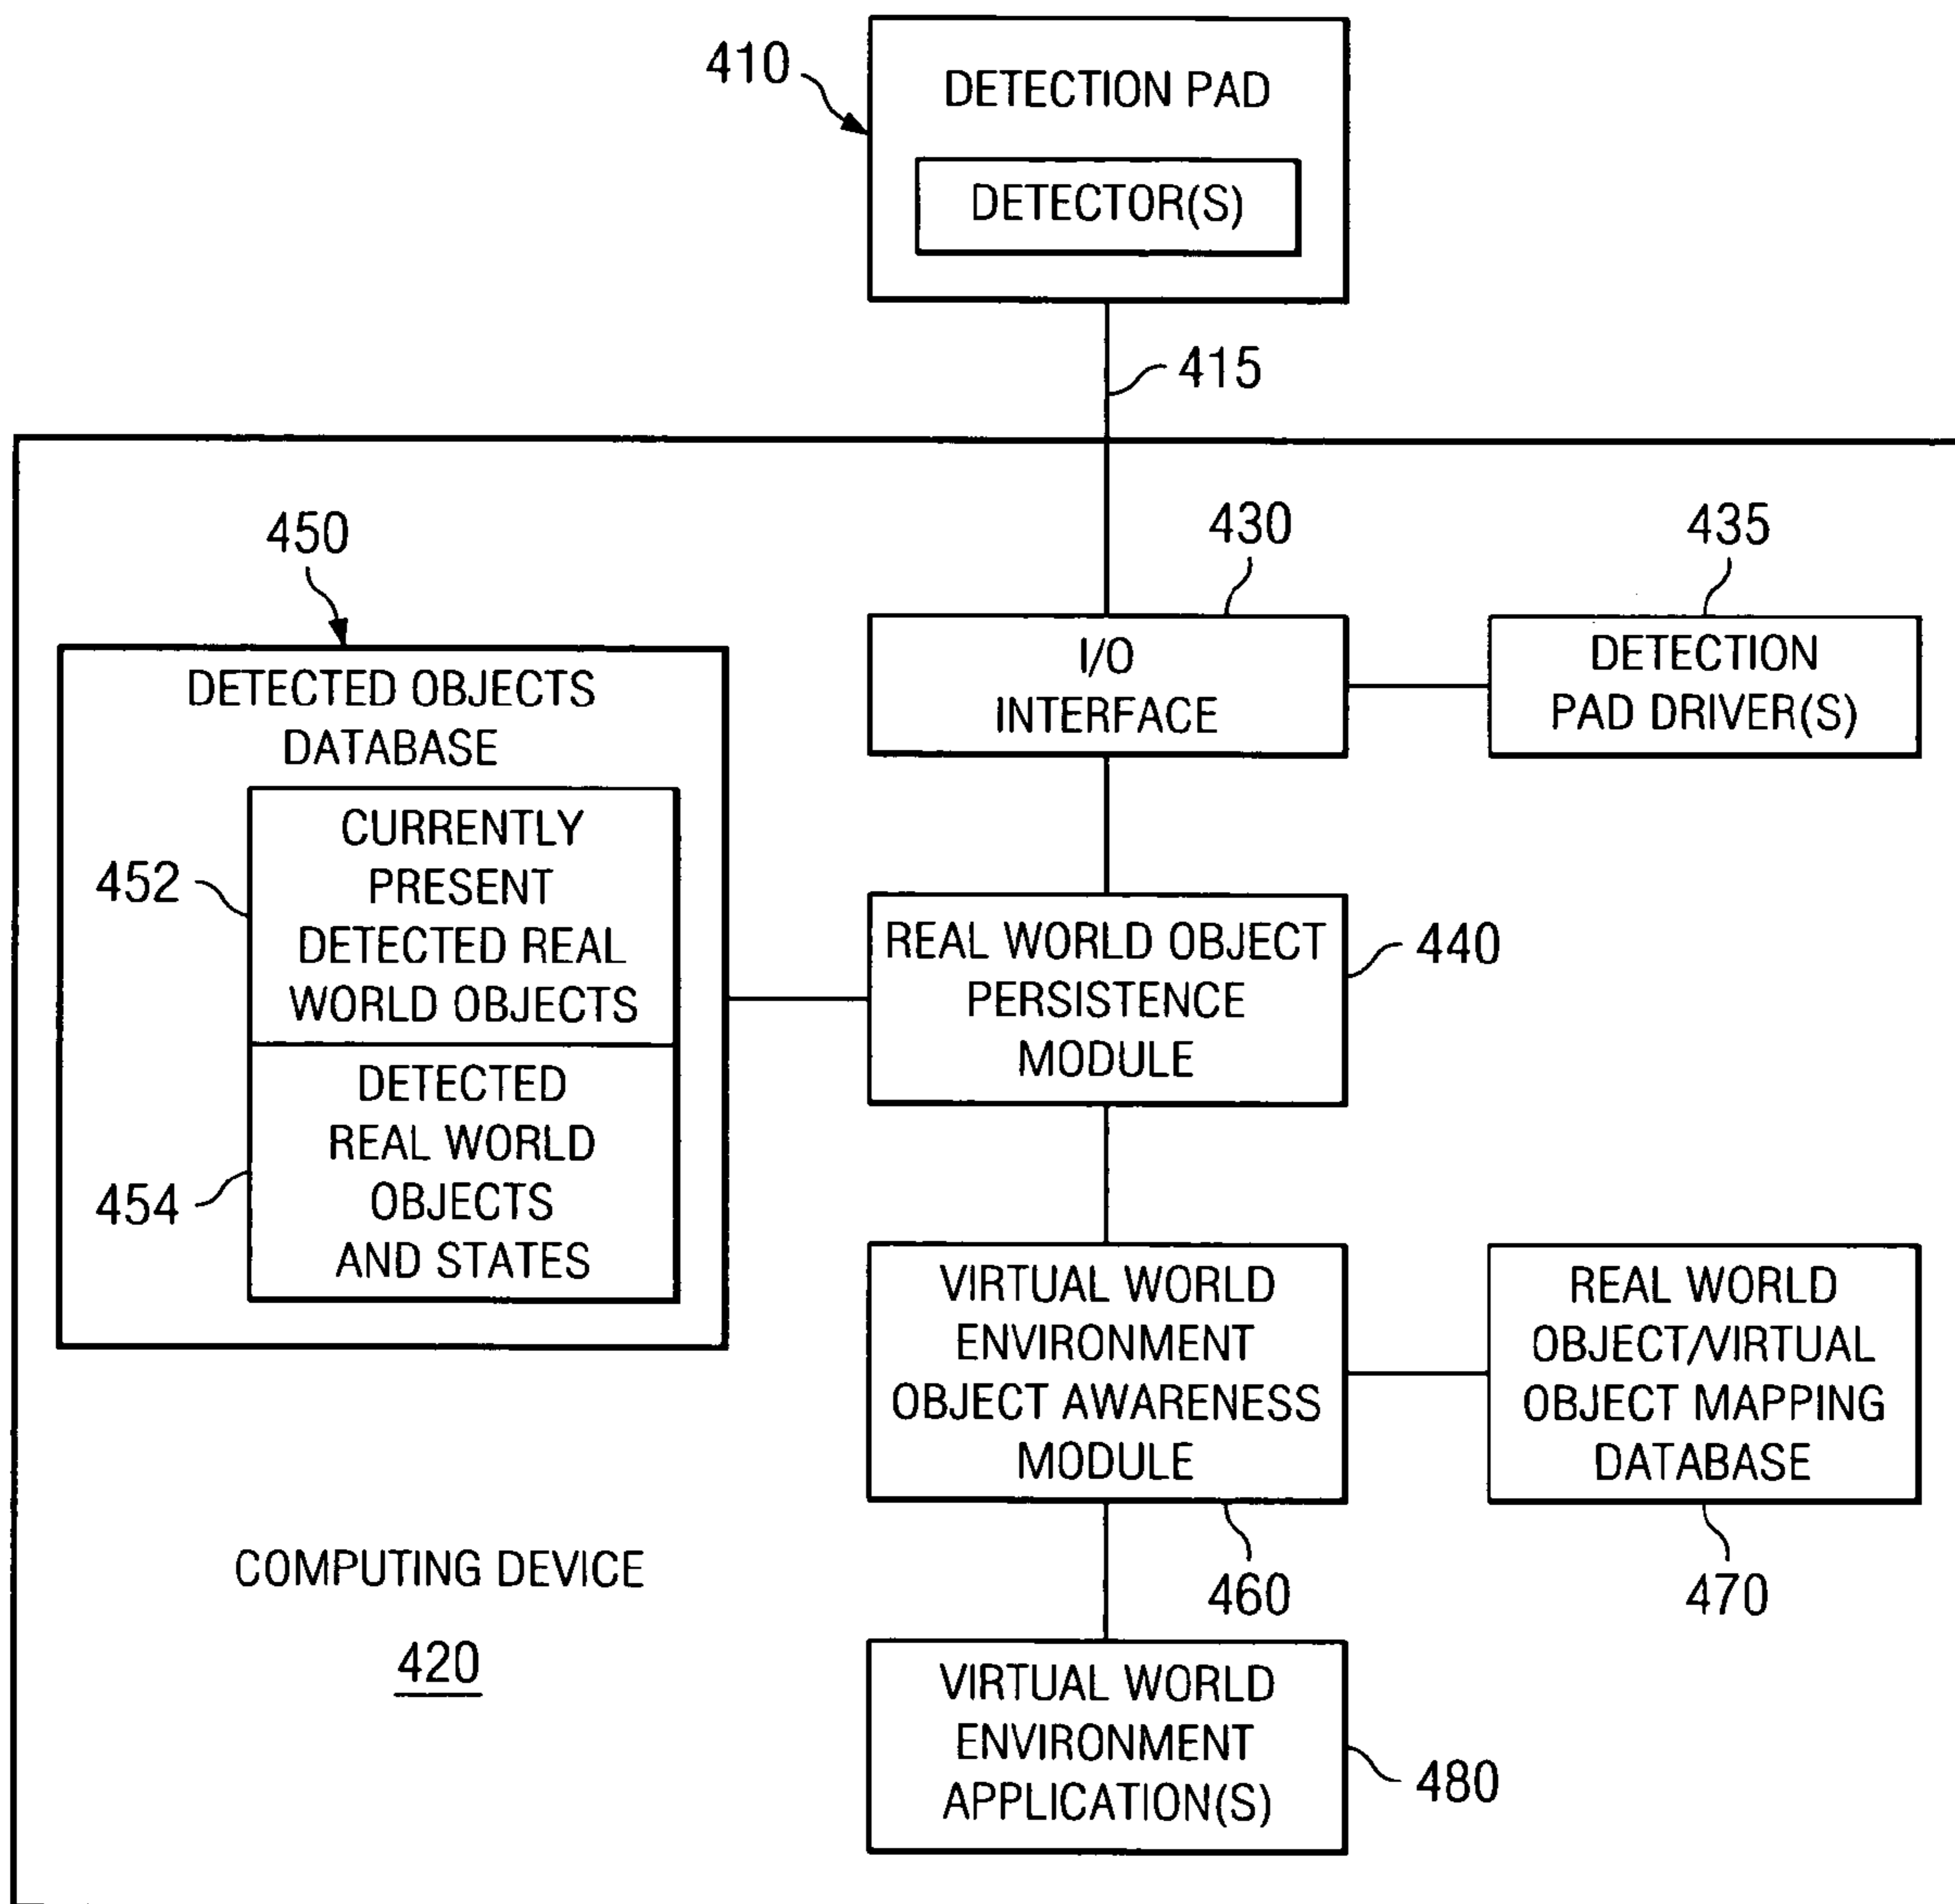 410
DETECTION PAD
DETECTOR(S)
415
450
430
435
DETECTED OBJECTS
DATABASE
I/O
INTERFACE
DETECTION
PAD DRIVER(S)
452
CURRENTLY
PRESENT
DETECTED REAL
WORLD OBJECTS
REAL WORLD OBJECT
PERSISTENCE
MODULE
440
454
DETECTED
REAL WORLD
OBJECTS
AND STATES
VIRTUAL WORLD
ENVIRONMENT
OBJECT AWARENESS
MODULE
REAL WORLD
OBJECT/VIRTUAL
OBJECT MAPPING
DATABASE
COMPUTING DEVICE
420
460
470
VIRTUAL WORLD
ENVIRONMENT
APPLICATION(S)
480